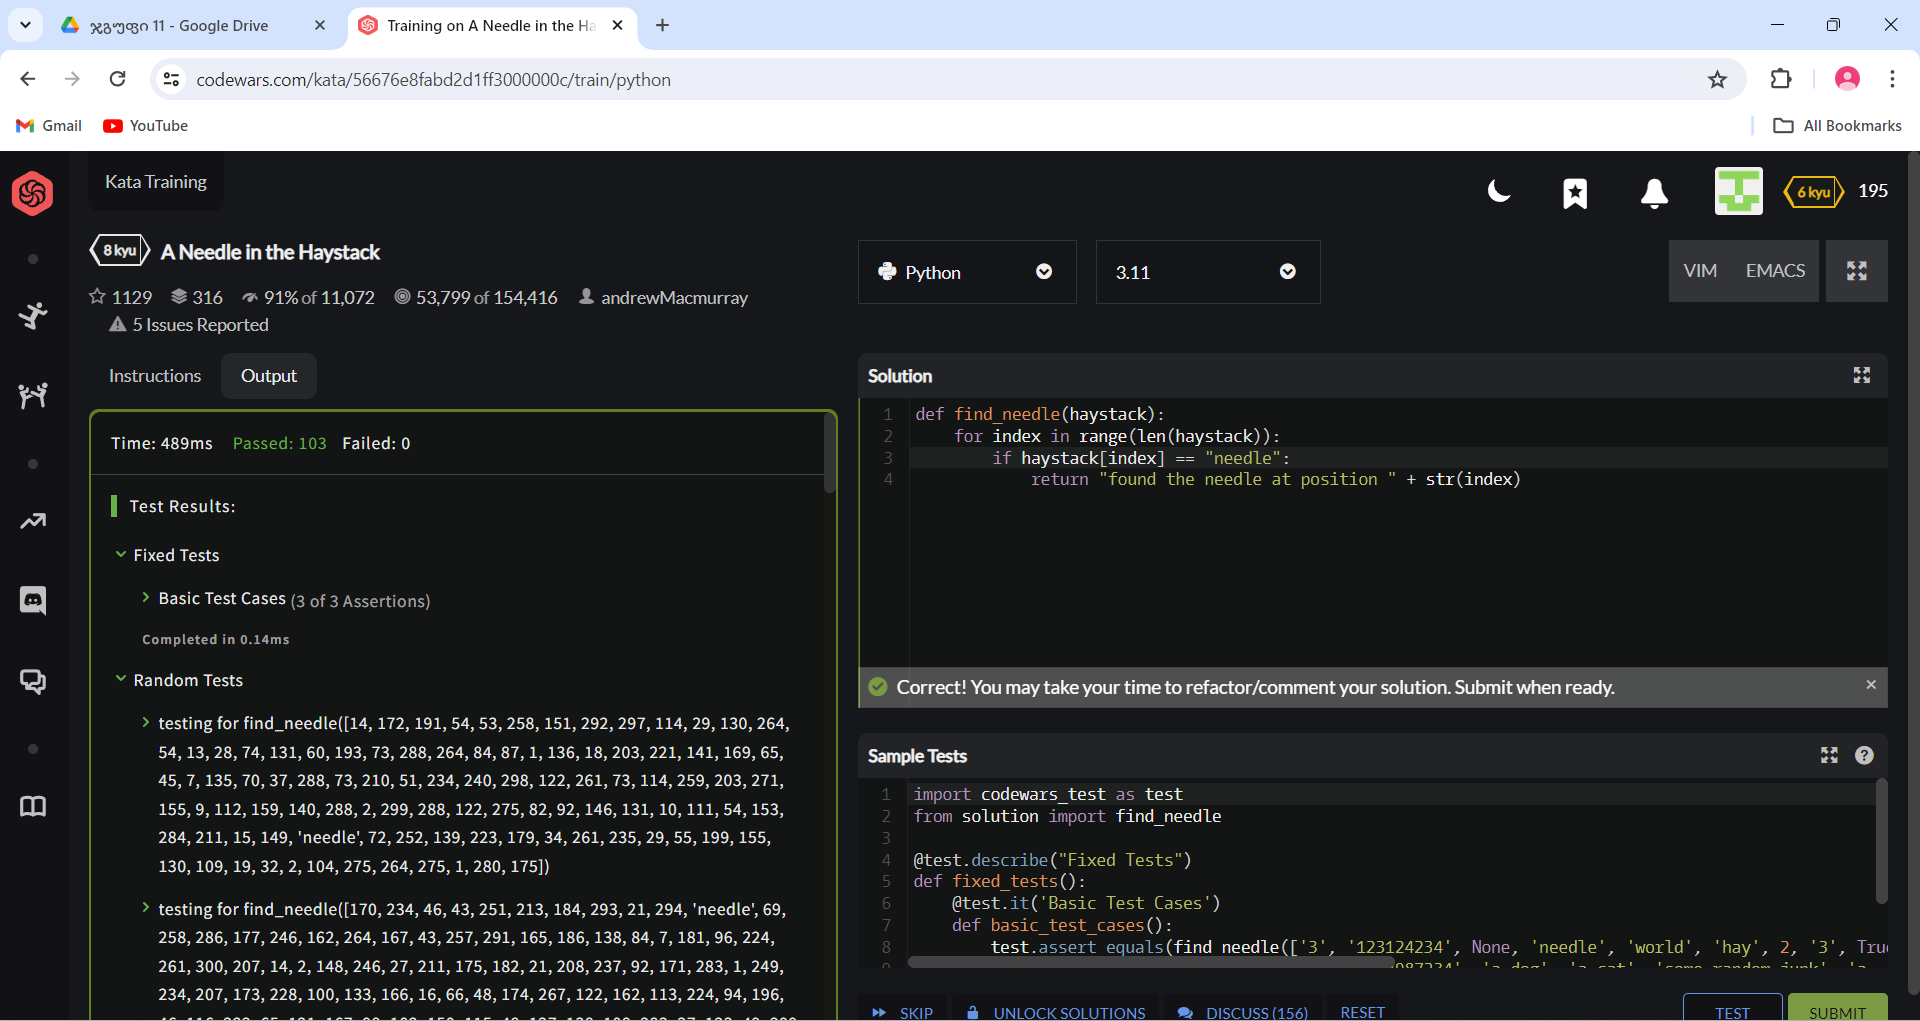 ჯგუფი 11 - Google Drive
Training on A Needle in the Ha
codewars.com/kata/56676e8fabd2d1ff3000000c/train/python
Gmail
YouTube
All Bookmarks
Kata Training
6 kyu
195
8 kyu
A Needle in the Haystack
1129
316
91% of 11,072
53,799 of 154,416
andrewMacmurray
5 Issues Reported
Python
3.11
VIM
EMACS
Instructions
Output
Time: 489ms Passed: 103 Failed: 0
Test Results:
Fixed Tests
Basic Test Cases (3 of 3 Assertions)
Completed in 0.14ms
Random Tests
testing for find_needle([14, 172, 191, 54, 53, 258, 151, 292, 297, 114, 29, 130, 264,
54, 13, 28, 74, 131, 60, 193, 73, 288, 264, 84, 87, 1, 136, 18, 203, 221, 141, 169, 65,
45, 7, 135, 70, 37, 288, 73, 210, 51, 234, 240, 298, 122, 261, 73, 114, 259, 203, 271,
155, 9, 112, 159, 140, 288, 2, 299, 288, 122, 275, 82, 92, 146, 131, 10, 111, 54, 153,
284, 211, 15, 149, 'needle', 72, 252, 139, 223, 179, 34, 261, 235, 29, 55, 199, 155,
130, 109, 19, 32, 2, 104, 275, 264, 275, 1, 280, 175])
testing for find_needle([170, 234, 46, 43, 251, 213, 184, 293, 21, 294, 'needle', 69,
258, 286, 177, 246, 162, 264, 167, 43, 257, 291, 165, 186, 138, 84, 7, 181, 96, 224,
261, 300, 207, 14, 2, 148, 246, 27, 211, 175, 182, 21, 208, 237, 92, 171, 283, 1, 249,
234, 207, 173, 228, 100, 133, 166, 16, 66, 48, 174, 267, 122, 162, 113, 224, 94, 196,
Solution
1 def find_needle(haystack):
2 for index in range(len(haystack)):
3 if haystack[index] == "needle":
4 return "found the needle at position " + str(index)
Correct! You may take your time to refactor/comment your solution. Submit when ready.
Sample Tests
1 import codewars_test as test
2 from solution import find_needle
3
4 @test.describe("Fixed Tests")
5 def fixed_tests():
6 @test.it('Basic Test Cases')
7 def basic_test_cases():
8 test.assert_equals(find_needle(['3', '123124234', None, 'needle', 'world', 'hay', 2, '3', Tru
SKIP
UNLOCK SOLUTIONS
DISCUSS (156)
RESET
TEST
SUBMIT